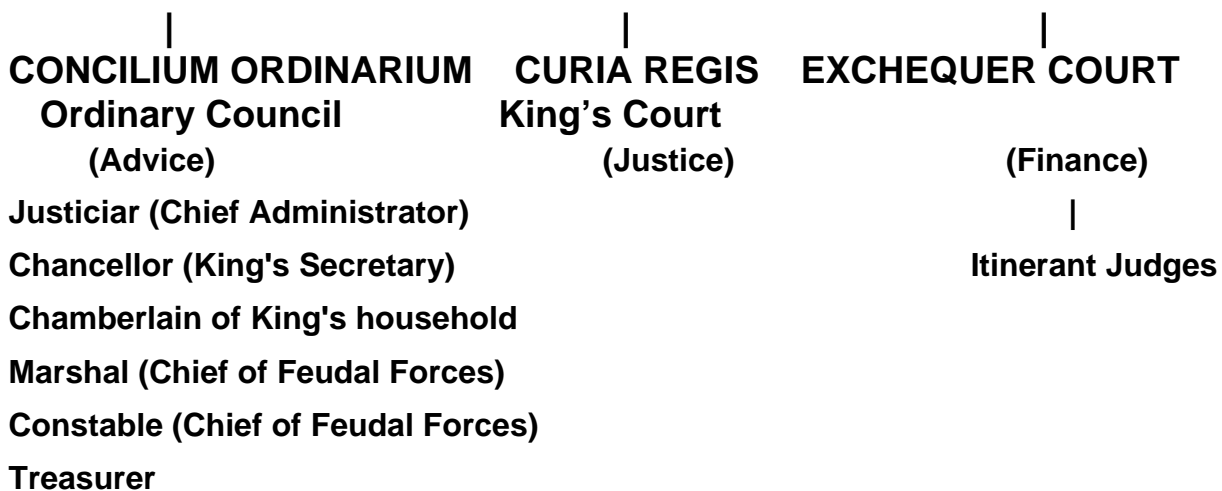 | | |
CONCILIUM ORDINARIUM CURIA REGIS EXCHEQUER COURT
Ordinary Council King’s Court
(Advice) (Justice) (Finance)
Justiciar (Chief Administrator) |
Chancellor (King's Secretary) Itinerant Judges
Chamberlain of King's household
Marshal (Chief of Feudal Forces)
Constable (Chief of Feudal Forces)
Treasurer